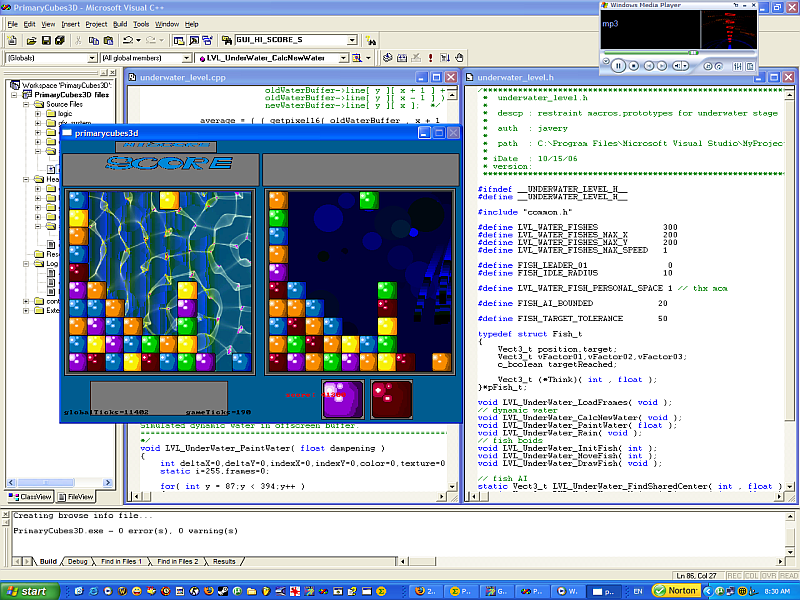 PrimaryCubes3D - Microsoft Visual C++
File Edit View Insert Project Build Tools Window Help
GUI_HI_SCORE_S
(Globals)
(All global members)
LVL_UnderWater_CalcNewWater
Windows Media Player
mp3
Workspace 'PrimaryCubes3D':
PrimaryCubes3D files
Source Files
logic
Log
ClassView
FileView
underwater_level.cpp
oldWaterBuffer->line[ y ][ x + 1 ] +
oldWaterBuffer->line[ y ][ x - 1 ] )
newWaterBuffer->line[ y ][ x ]; */
average = ( ( getpixel16( oldWaterBuffer , x + 1
primarycubes3d
SCORE
globalTicks=11402
gameTicks=190
Simulated dynamic water in offscreen buffer
*/
void LVL_UnderWater_PaintWater( float dampening )
{
int deltaX=0,deltaY=0,indexX=0,indexY=0,color=0,texture=0
static i=255,frames=0;
for( int y = 87;y < 394;y++ )
underwater_level.h
/*****************************************************
* underwater_level.h
*
* descp : restraint macros,prototypes for underwater stage
*
* auth : javery
*
* path : C:\Program Files\Microsoft Visual Studio\MyProjec
*
* iDate : 10/15/06
* version:
#ifndef __UNDERWATER_LEVEL_H__
#define __UNDERWATER_LEVEL_H__
#include "common.h"
#define LVL_WATER_FISHES 300
#define LVL_WATER_FISHES_MAX_X 200
#define LVL_WATER_FISHES_MAX_Y 200
#define LVL_WATER_FISHES_MAX_SPEED 1
#define FISH_LEADER_01 0
#define FISH_IDLE_RADIUS 10
#define LVL_WATER_FISH_PERSONAL_SPACE 1 // thx mcm
#define FISH_AI_BOUNDED 20
#define FISH_TARGET_TOLERANCE 50
typedef struct Fish_t
{
Vect3_t position,target;
Vect3_t vFactor01,vFactor02,vFactor03;
c_boolean targetReached;
Vect3_t (*Think)( int , float );
}*pFish_t;
void LVL_UnderWater_LoadFrames( void );
// dynamic water
void LVL_UnderWater_CalcNewWater( void );
void LVL_UnderWater_PaintWater( float );
void LVL_UnderWater_Rain( void );
// fish boids
void LVL_UnderWater_InitFish( int );
void LVL_UnderWater_MoveFish( int );
void LVL_UnderWater_DrawFish( void );
// fish AI
static Vect3_t LVL_UnderWater_FindSharedCenter( int , float )
Creating browse info file...
PrimaryCubes3D.exe - 0 error(s), 0 warning(s)
Build
Debug
Find in Files 1
Find in Files 2
Results
Ln 86, Col 27
REC COL OVR READ
start
EN
Norton
8:30 AM